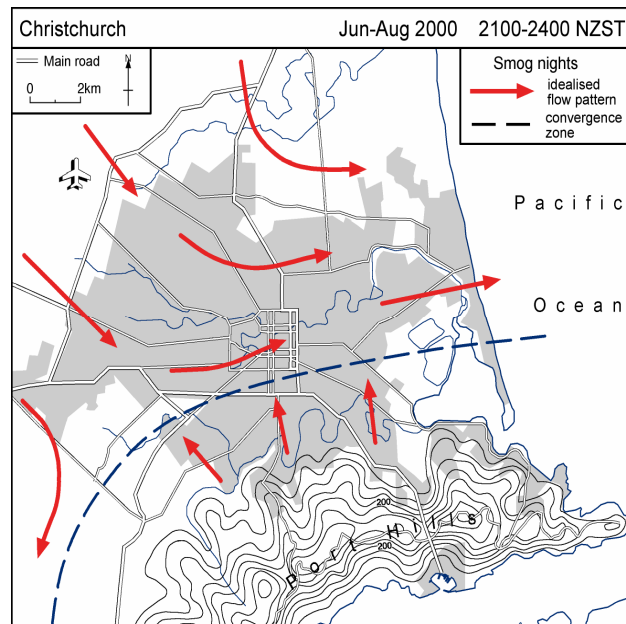 Christchurch
Jun-Aug 2000 2100-2400 NZST
Main road
N
0 2km
Smog nights
idealised
flow pattern
convergence
zone
Pacific
Ocean
200
200
Port Hills